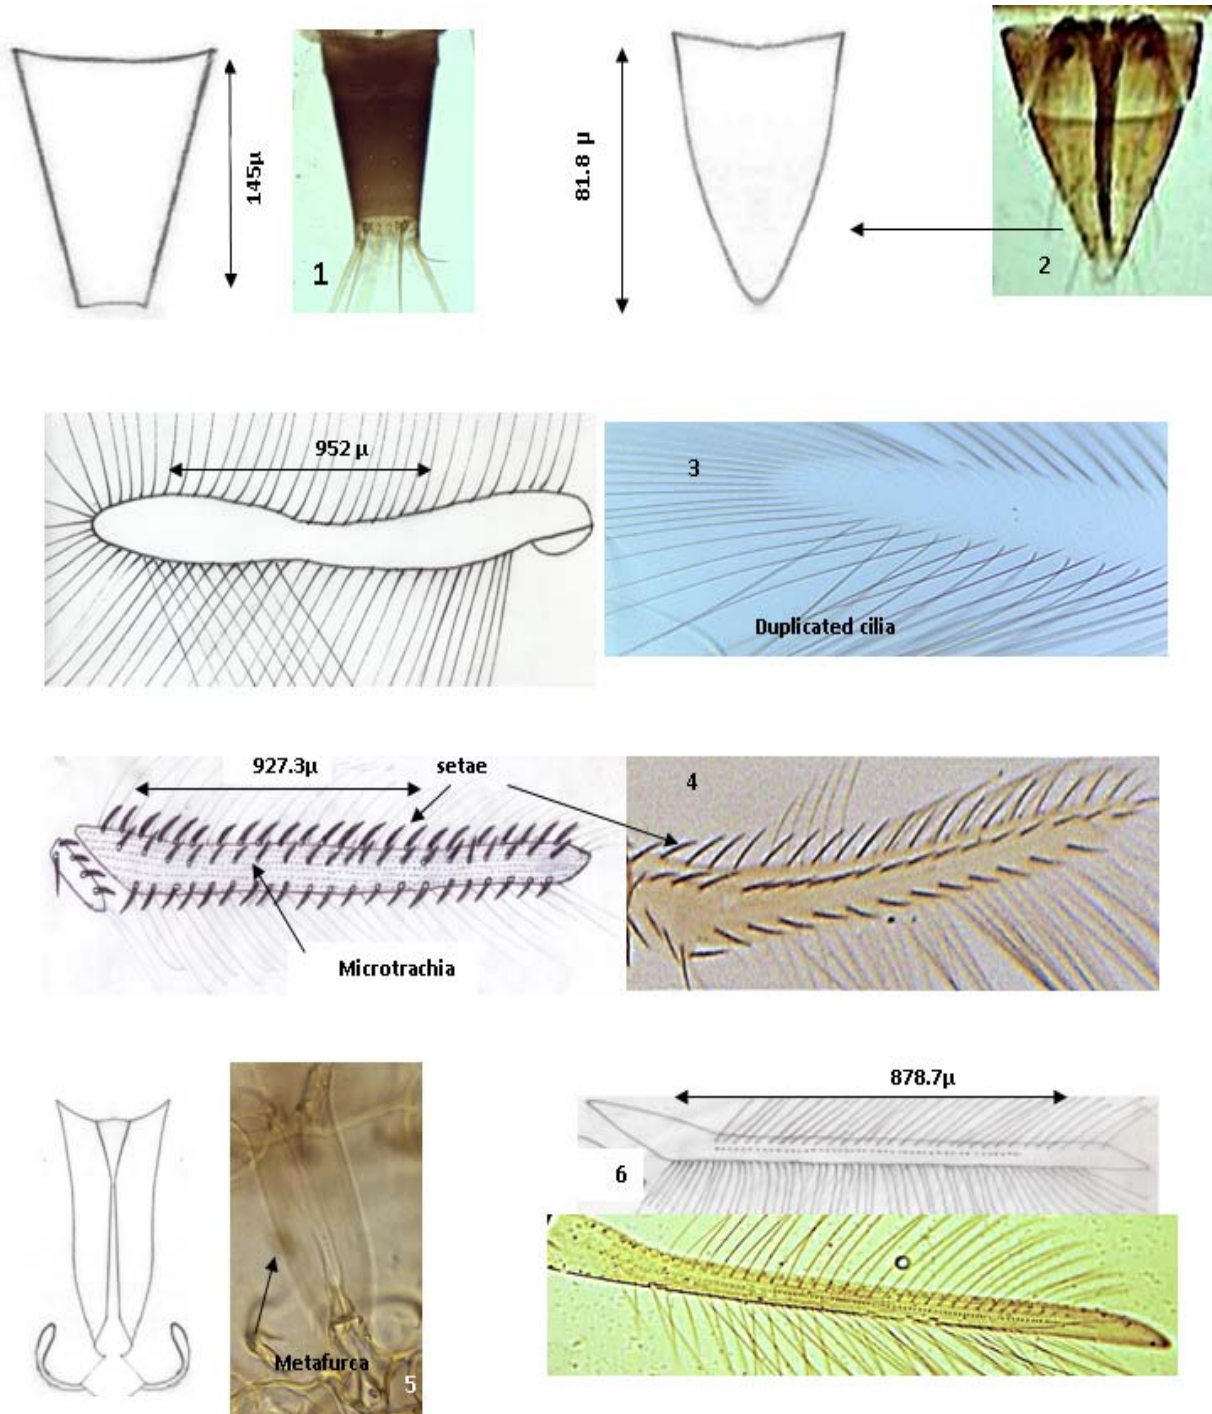 145µ
1
81.8 µ
2
952 µ
3
Duplicated cilia
927.3µ
setae
4
Microtrachia
Metafurca
5
878.7µ
6